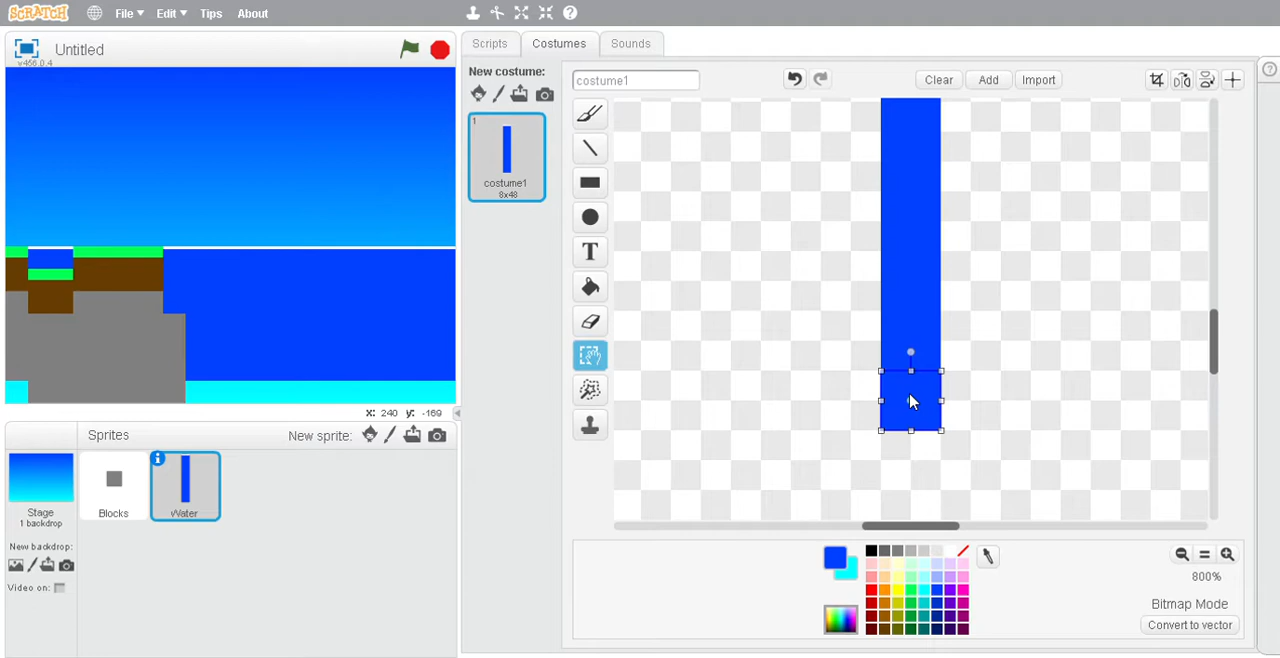 SCRATCH File Edit Tips About
Untitled
v456.0.4
Scripts Costumes Sounds
New costume:
costume1
Clear Add Import
1
costume1
8x48
T
X: 240 y: -169
Sprites New sprite:
Stage
1 backdrop
Blocks
Water
New backdrop:
Video on:
800%
Bitmap Mode
Convert to vector